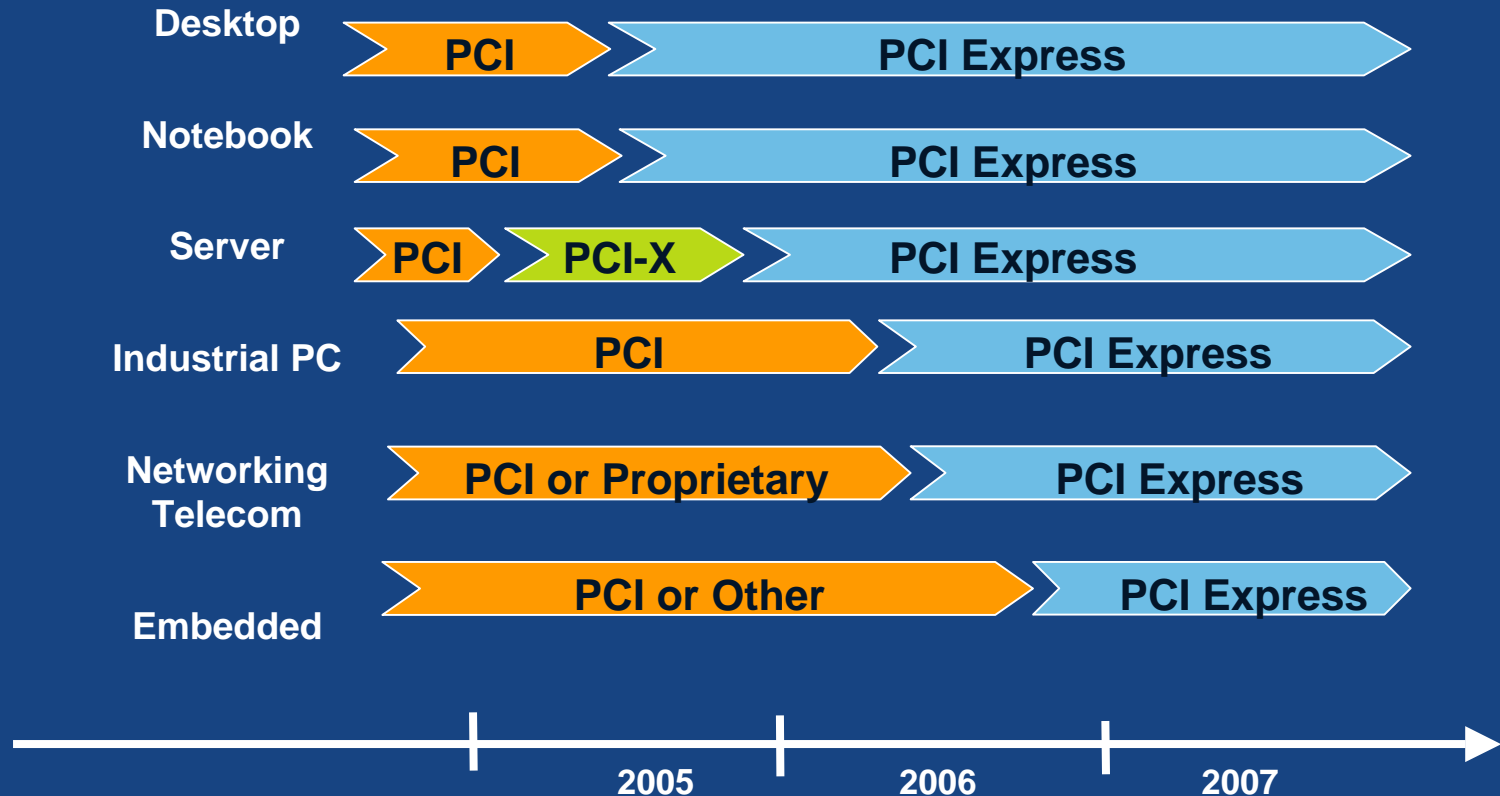 Desktop
PCI
PCI Express
Notebook
PCI
PCI Express
Server
PCI
PCI-X
PCI Express
Industrial PC
PCI
PCI Express
Networking
Telecom
PCI or Proprietary
PCI Express
Embedded
PCI or Other
PCI Express
2005
2006
2007